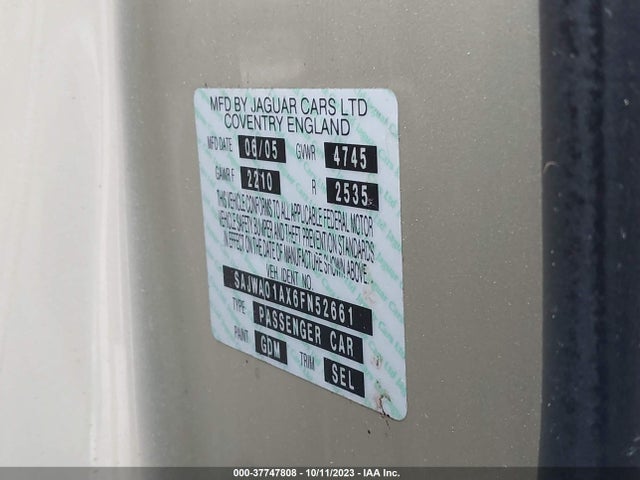 MFD BY JAGUAR CARS LTD
COVENTRY ENGLAND
MFD DATE 06/05 GVWR 4745
GAWR F 2210 R 2535
THIS VEHICLE CONFORMS TO ALL APPLICABLE FEDERAL MOTOR
VEHICLE SAFETY BUMPER AND THEFT PREVENTION STANDARDS
IN EFFECT ON THE DATE OF MANUFACTURE SHOWN ABOVE.
VEH. IDENT NO.
SAJWA01AX6FN52661
TYPE PASSENGER CAR
PAINT GDM TRIM SEL
000-37747808 - 10/11/2023 - IAA Inc.